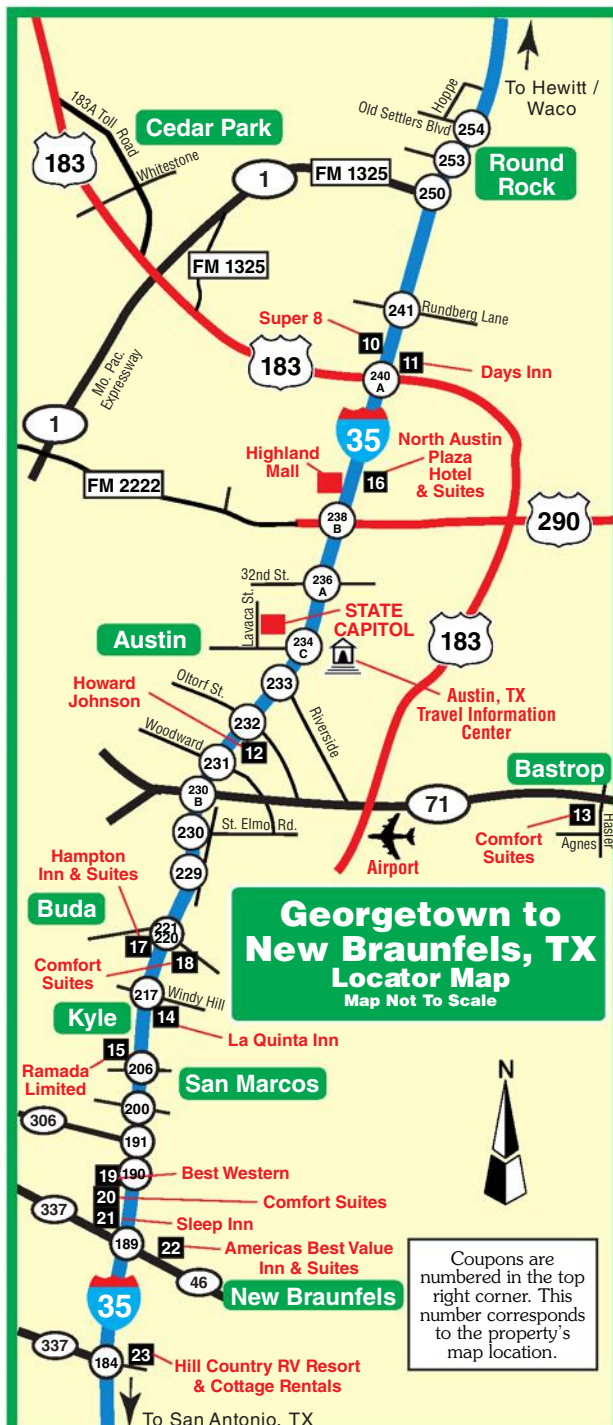 To Hewitt /
Waco
Hoppe
Old Settlers Blvd
254
253
Round
Rock
250
183A Toll Road
Cedar Park
183
Whitestone
1
FM 1325
FM 1325
241
Rundberg Lane
Super 8
10
11
Days Inn
183
240
A
Mo. Pac.
Expressway
1
35
Highland
Mall
16
North Austin
Plaza
Hotel
& Suites
FM 2222
238
B
290
32nd St.
236
A
Lavaca St.
STATE
CAPITOL
Austin
234
C
183
Austin, TX
Travel Information
Center
233
Howard
Johnson
Oltorf St.
232
Riverside
Woodward
12
231
Bastrop
230
B
71
13
Hasler
Comfort
Suites
Agnes
230
St. Elmo Rd.
Airport
229
Hampton
Inn & Suites
Buda
221
220
17
18
Comfort
Suites
Georgetown to
New Braunfels, TX
Locator Map
Map Not To Scale
217
Windy Hill
14
La Quinta Inn
Kyle
15
Ramada
Limited
206
San Marcos
200
306
191
N
190
19
Best Western
20
Comfort Suites
21
Sleep Inn
337
189
22
Americas Best Value
Inn & Suites
46
New Braunfels
35
Coupons are
numbered in the top
right corner. This
number corresponds
to the property's
map location.
337
184
23
Hill Country RV Resort
& Cottage Rentals
To San Antonio, TX